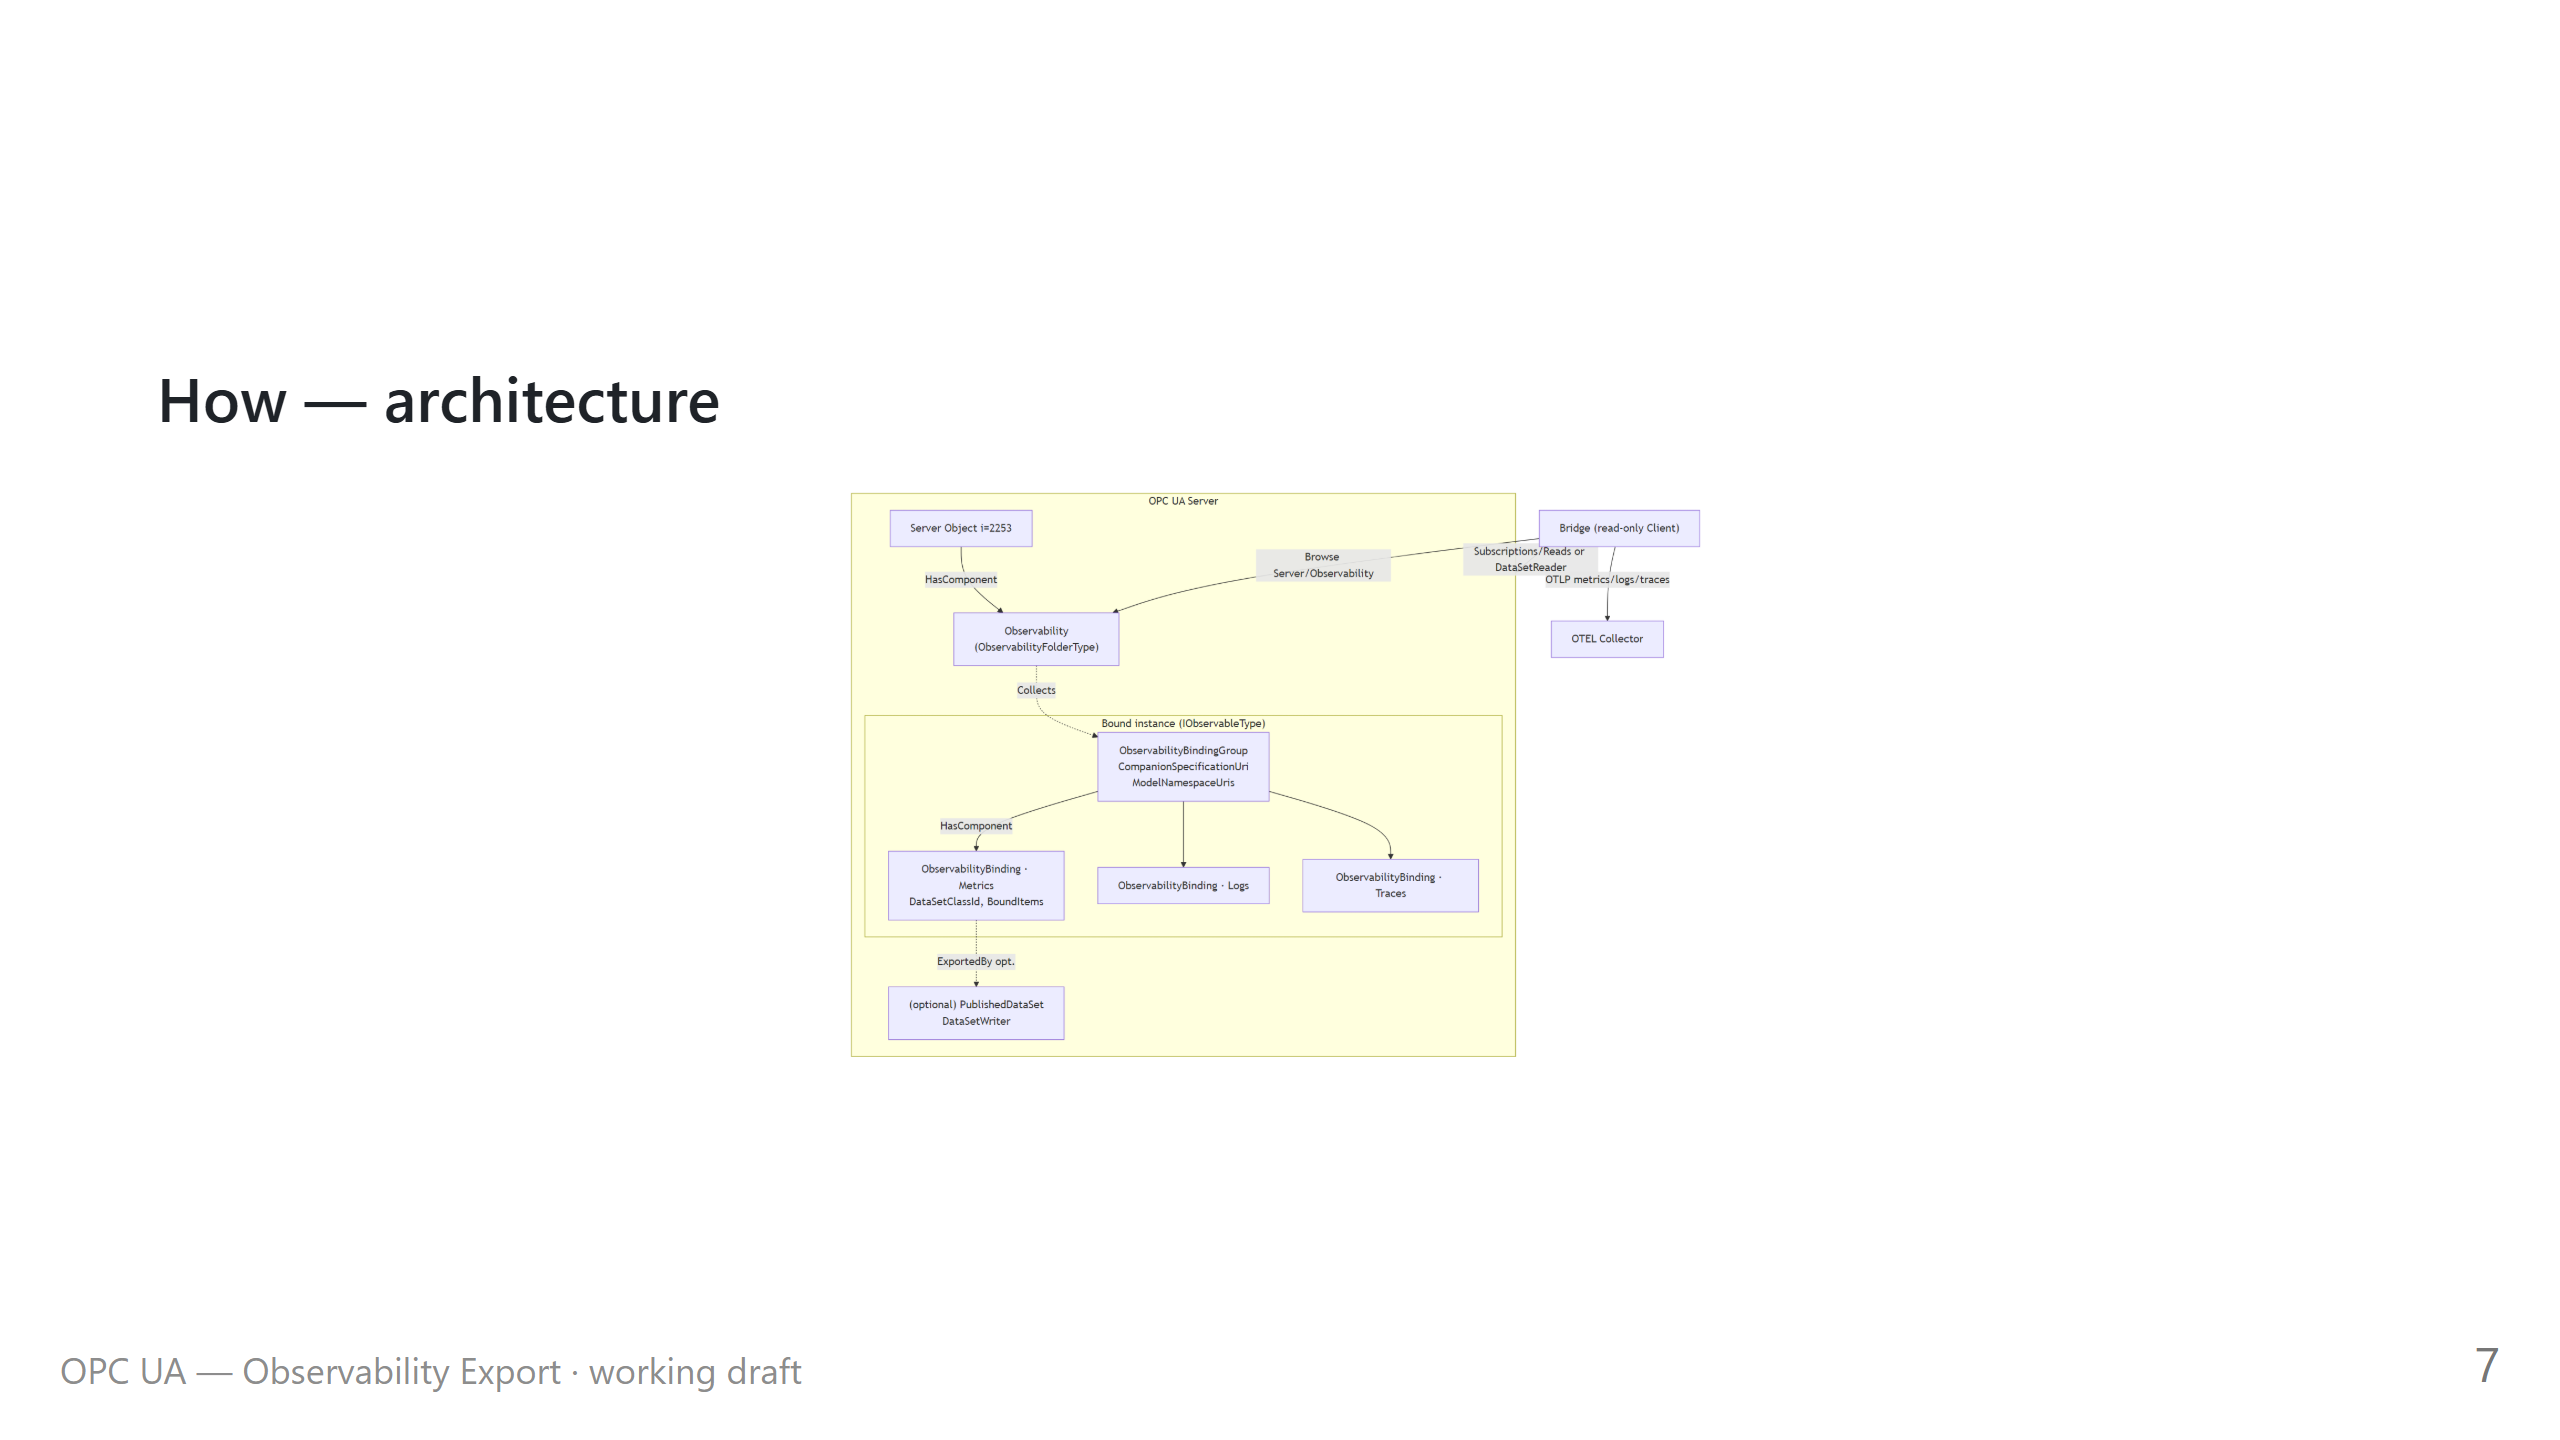 How — architecture
OPC UA Server
Server Object i=2253
Bridge (read-only Client)
Browse
Server/Observability
Subscriptions/Reads or
DataSetReader
HasComponent
OTLP metrics/logs/traces
Observability
(ObservabilityFolderType)
OTEL Collector
Collects
Bound instance (IObservableType)
ObservabilityBindingGroup
CompanionSpecificationUri
ModelNamespaceUris
HasComponent
ObservabilityBinding ·
Metrics
DataSetClassId, BoundItems
ObservabilityBinding · Logs
ObservabilityBinding ·
Traces
ExportedBy opt.
(optional) PublishedDataSet
DataSetWriter
OPC UA — Observability Export · working draft
7